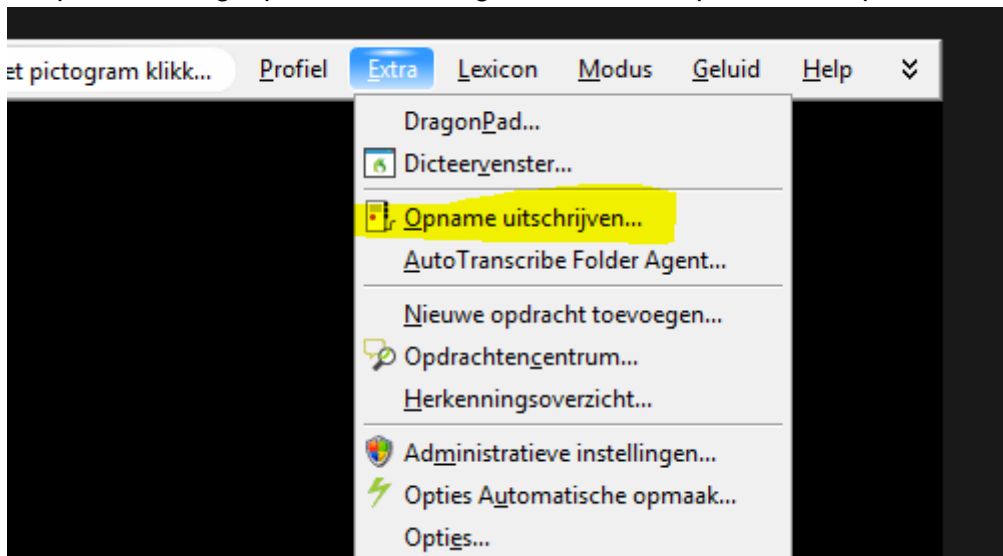 et pictogram klikk... Profiel Extra Lexicon Modus Geluid Help
DragonPad...
Dicteervenster...
Opname uitschrijven...
AutoTranscribe Folder Agent...
Nieuwe opdracht toevoegen...
Opdrachtencentrum...
Herkenningsoverzicht...
Administratieve instellingen...
Opties Automatische opmaak...
Opties...